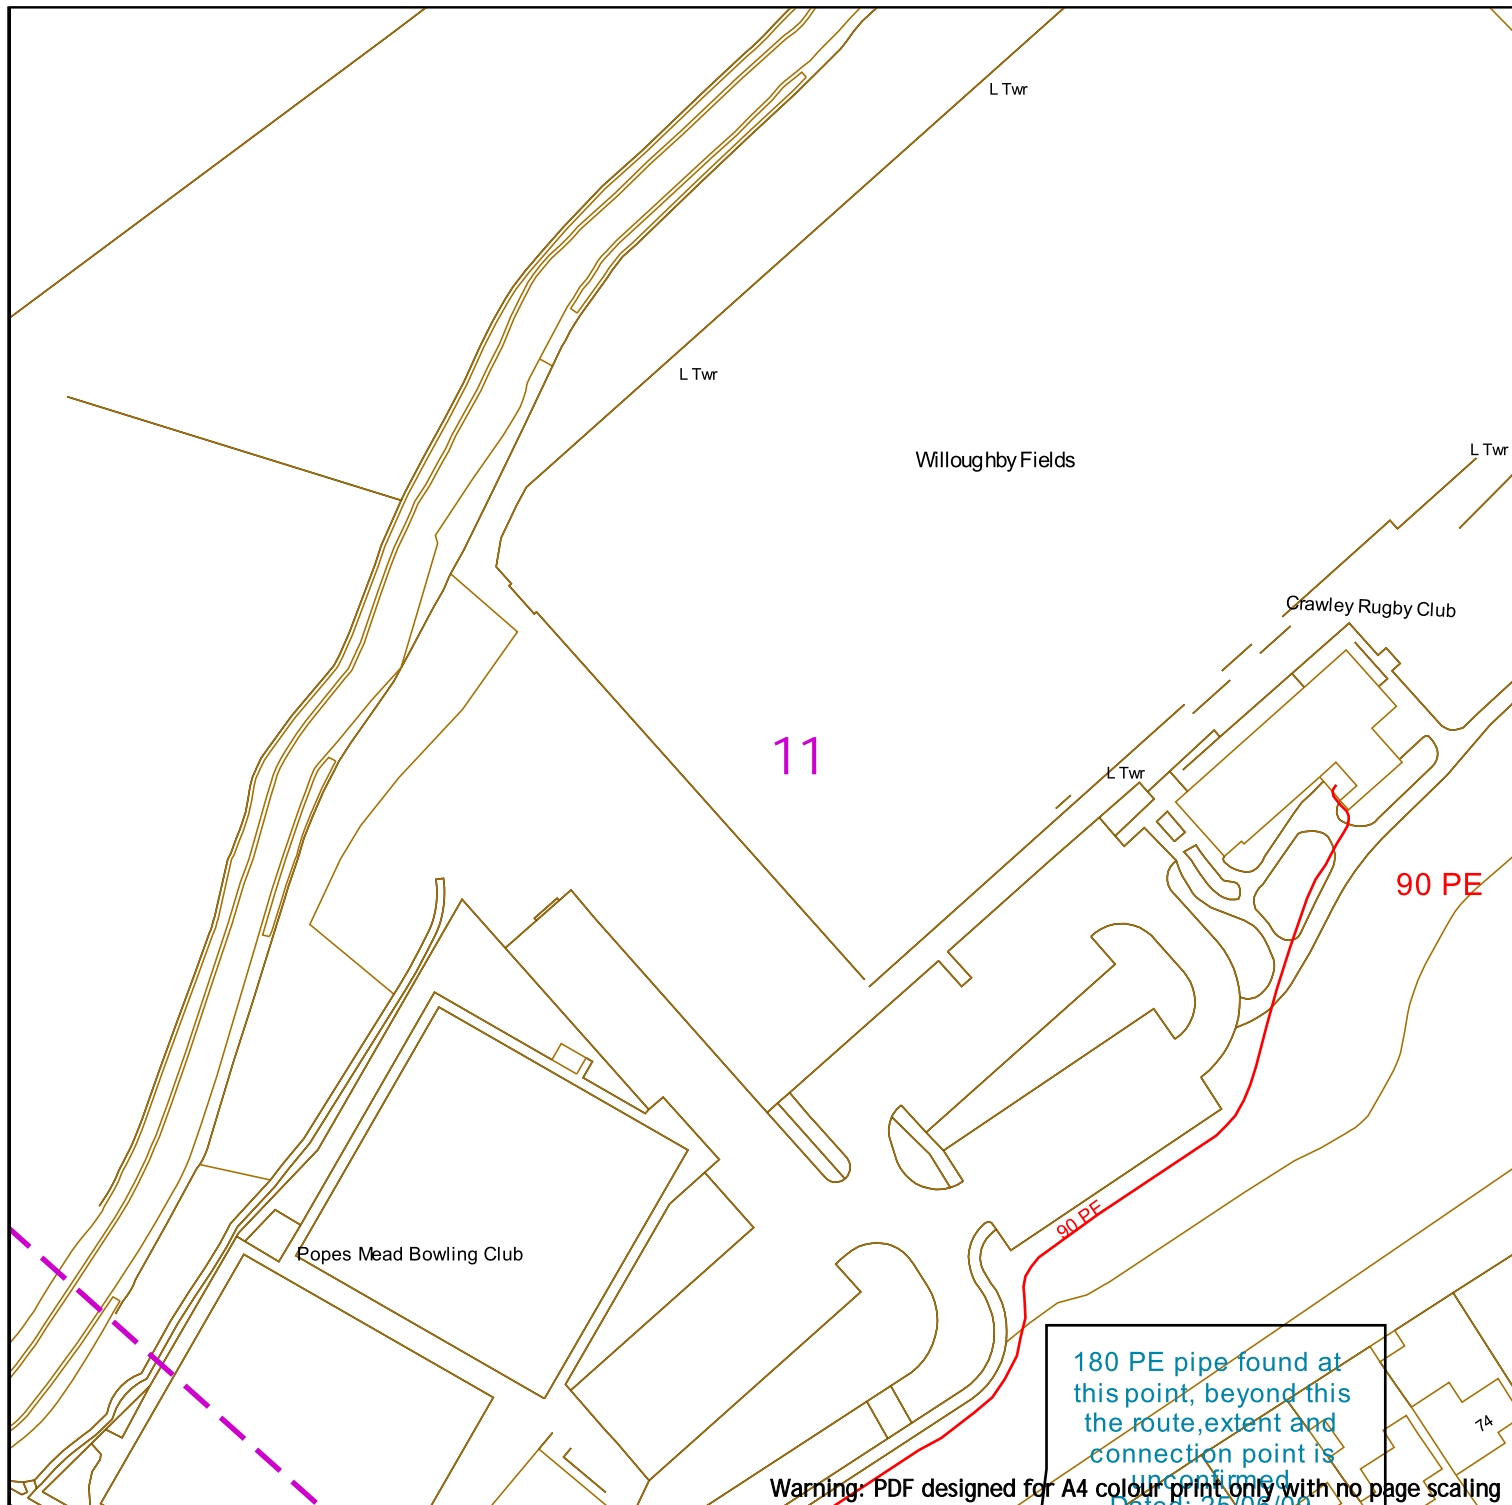 L Twr
L Twr
L Twr
Willoughby Fields
Crawley Rugby Club
11
L Twr
90 PE
90 PE
Popes Mead Bowling Club
180 PE pipe found at
this point, beyond this
the route,extent and
connection point is
unconfirmed
Dated:
74
Warning: PDF designed for A4 colour print only with no page scaling